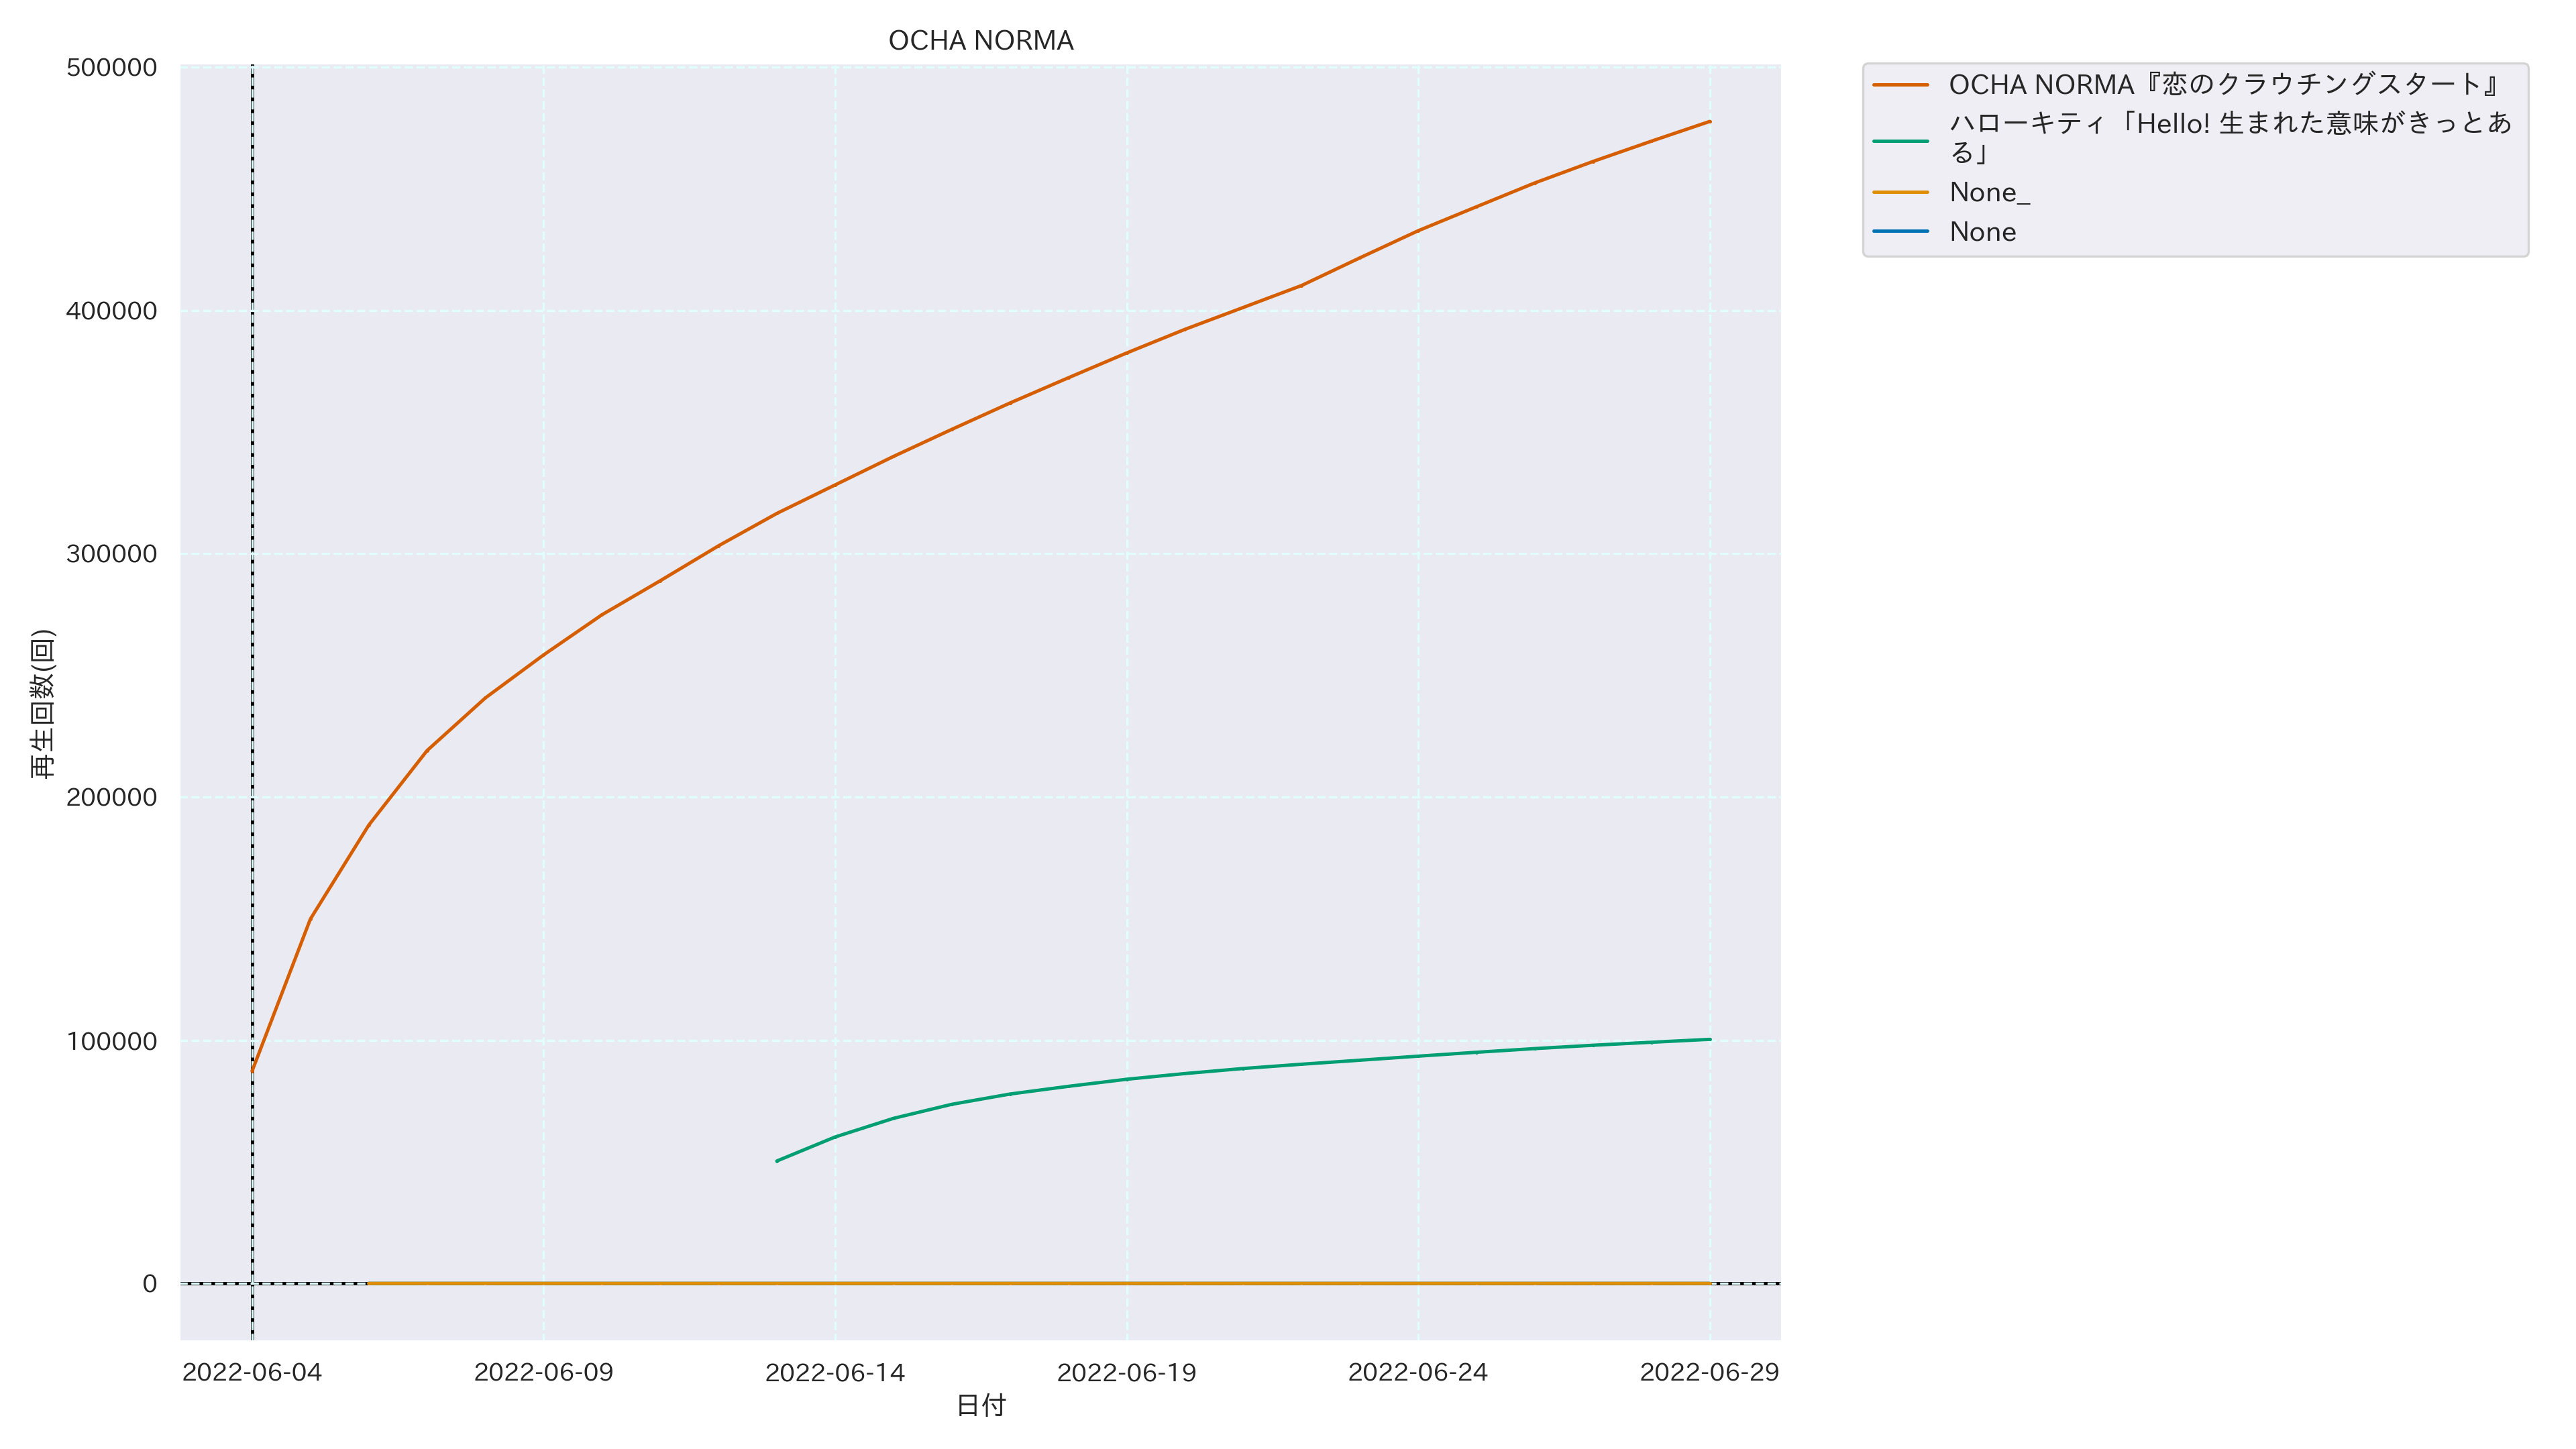 OCHA NORMA
500000
400000
300000
200000
100000
0
再生回数(回)
2022-06-04
2022-06-09
2022-06-14
2022-06-19
2022-06-24
2022-06-29
日付
OCHA NORMA『恋のクラウチングスタート』
ハローキティ「Hello! 生まれた意味がきっとあ
る」
None_
None